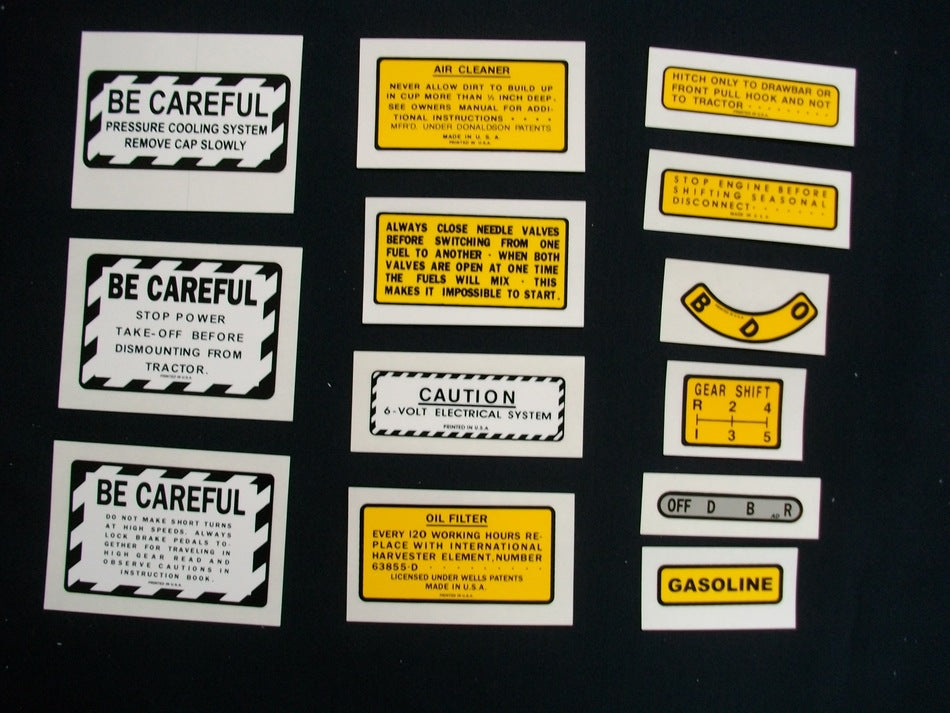 BE CAREFUL
PRESSURE COOLING SYSTEM
REMOVE CAP SLOWLY
BE CAREFUL
STOP POWER
TAKE-OFF BEFORE
DISMOUNTING FROM
TRACTOR.
PRINTED IN U.S.A.
BE CAREFUL
DO NOT MAKE SHORT TURNS
AT HIGH SPEEDS. ALWAYS
LOCK BRAKE PEDALS TO-
GETHER FOR TRAVELING IN
HIGH GEAR READ AND
OBSERVE CAUTIONS IN
INSTRUCTION BOOK.
PRINTED IN U.S.A.
AIR CLEANER
NEVER ALLOW DIRT TO BUILD UP
IN CUP MORE THAN ½ INCH DEEP.
SEE OWNERS MANUAL FOR ADDI-
TIONAL INSTRUCTIONS · · · ·
MFR'D. UNDER DONALDSON PATENTS
MADE IN U. S. A.
PRINTED IN U.S.A.
ALWAYS CLOSE NEEDLE VALVES
BEFORE SWITCHING FROM ONE
FUEL TO ANOTHER · WHEN BOTH
VALVES ARE OPEN AT ONE TIME
THE FUELS WILL MIX · THIS
MAKES IT IMPOSSIBLE TO START.
CAUTION
6-VOLT ELECTRICAL SYSTEM
PRINTED IN U.S.A.
OIL FILTER
EVERY 120 WORKING HOURS RE-
PLACE WITH INTERNATIONAL
HARVESTER ELEMENT, NUMBER
63855-D · · · · · · · ·
LICENSED UNDER WELLS PATENTS
MADE IN U.S.A.
PRINTED IN U.S.A.
HITCH ONLY TO DRAWBAR OR
FRONT PULL HOOK AND NOT
TO TRACTOR · · · · · · · ·
PRINTED IN U.S.A.
STOP ENGINE BEFORE
SHIFTING SEASONAL
DISCONNECT · · · · · · ·
MADE IN U.S.A.
B D O
GEAR SHIFT
R 2 4
1 3 5
OFF D B AD R
GASOLINE